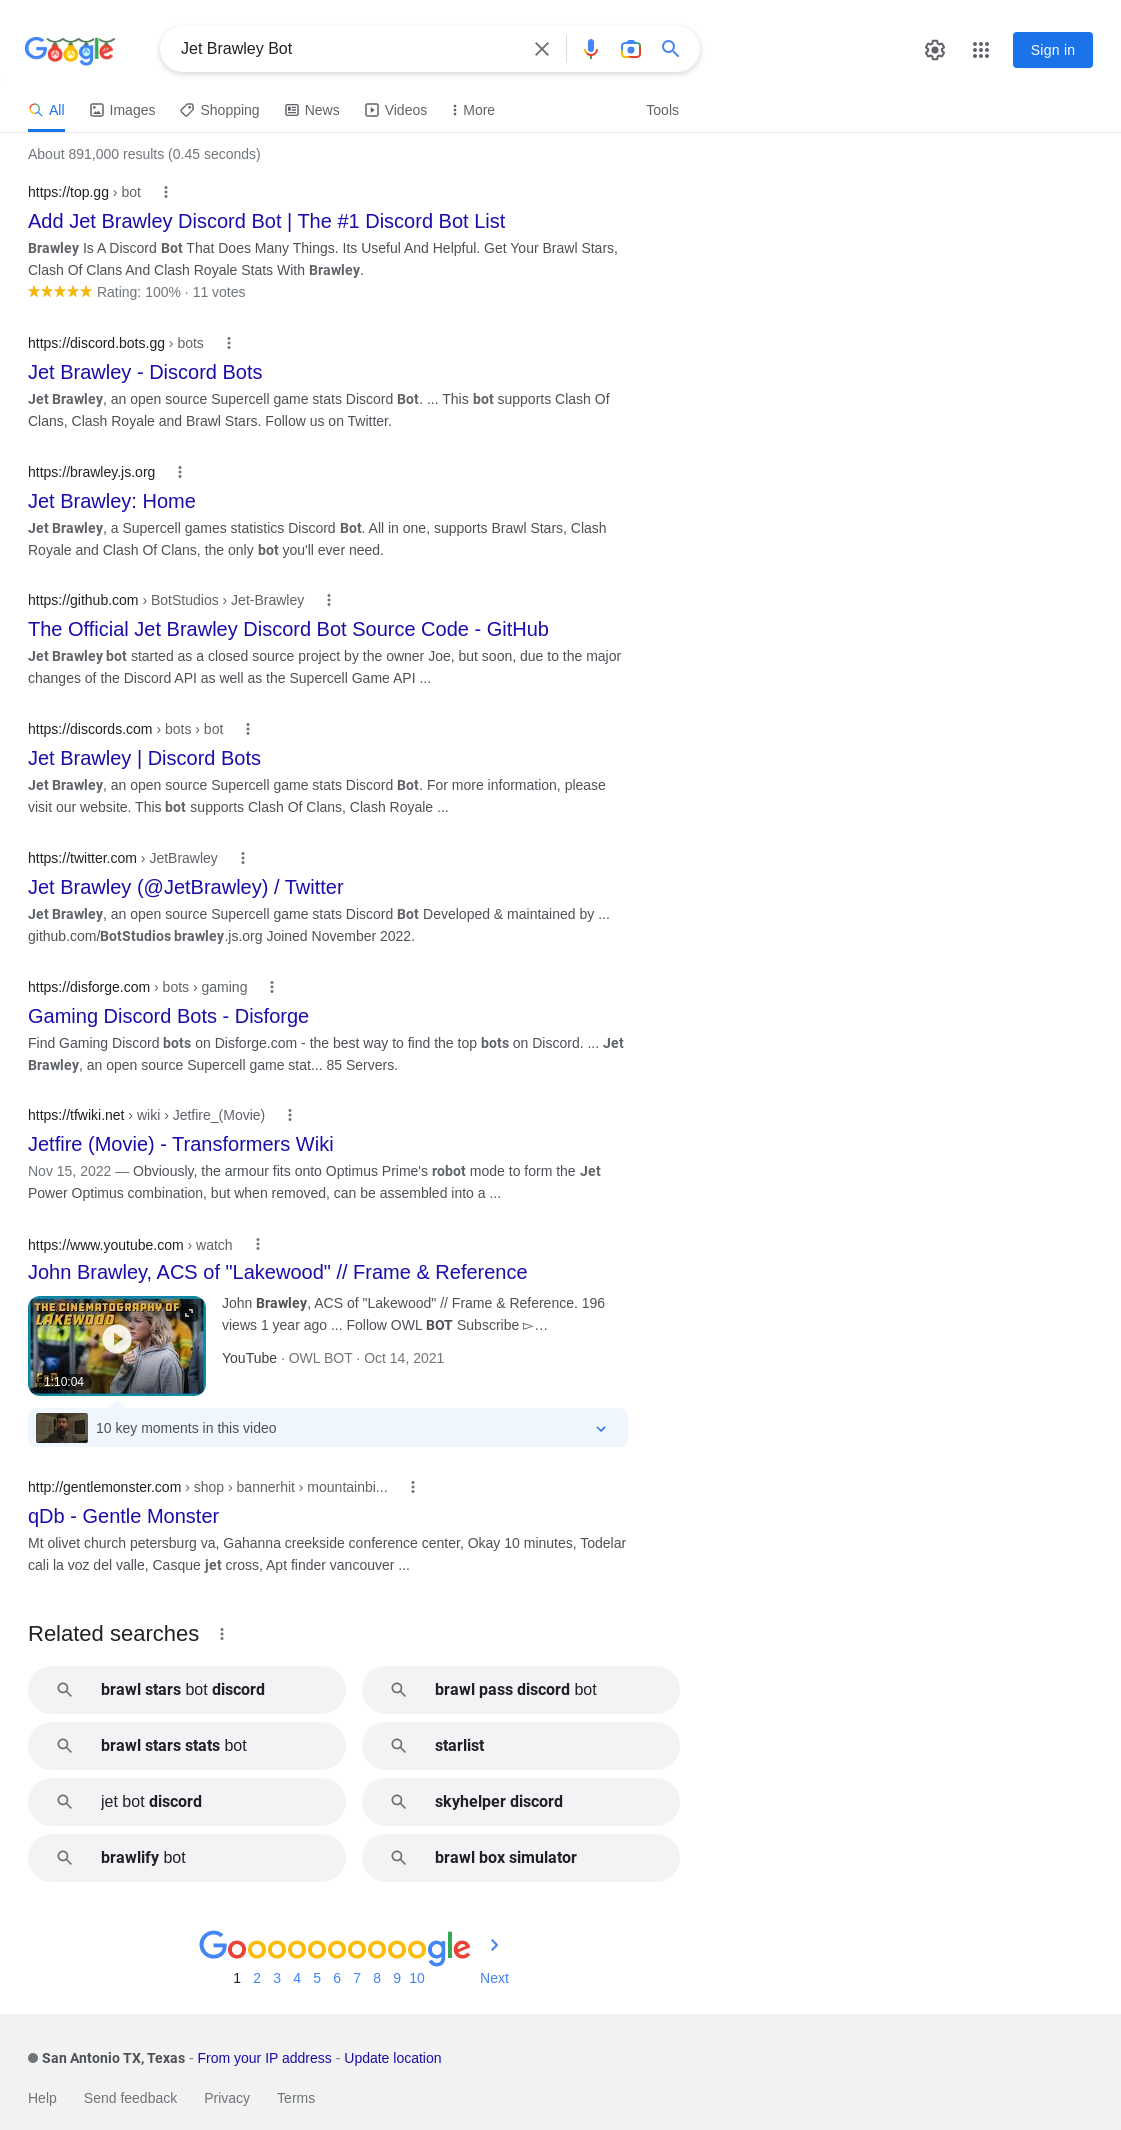 Google
Jet Brawley Bot
Sign in
All Images Shopping News Videos More Tools
About 891,000 results (0.45 seconds)
https://top.gg › bot
Add Jet Brawley Discord Bot | The #1 Discord Bot List
Brawley Is A Discord Bot That Does Many Things. Its Useful And Helpful. Get Your Brawl Stars,
Clash Of Clans And Clash Royale Stats With Brawley.
Rating: 100% · 11 votes
https://discord.bots.gg › bots
Jet Brawley - Discord Bots
Jet Brawley, an open source Supercell game stats Discord Bot. ... This bot supports Clash Of
Clans, Clash Royale and Brawl Stars. Follow us on Twitter.
https://brawley.js.org
Jet Brawley: Home
Jet Brawley, a Supercell games statistics Discord Bot. All in one, supports Brawl Stars, Clash
Royale and Clash Of Clans, the only bot you'll ever need.
https://github.com › BotStudios › Jet-Brawley
The Official Jet Brawley Discord Bot Source Code - GitHub
Jet Brawley bot started as a closed source project by the owner Joe, but soon, due to the major
changes of the Discord API as well as the Supercell Game API ...
https://discords.com › bots › bot
Jet Brawley | Discord Bots
Jet Brawley, an open source Supercell game stats Discord Bot. For more information, please
visit our website. This bot supports Clash Of Clans, Clash Royale ...
https://twitter.com › JetBrawley
Jet Brawley (@JetBrawley) / Twitter
Jet Brawley, an open source Supercell game stats Discord Bot Developed & maintained by ...
github.com/BotStudios brawley.js.org Joined November 2022.
https://disforge.com › bots › gaming
Gaming Discord Bots - Disforge
Find Gaming Discord bots on Disforge.com - the best way to find the top bots on Discord. ... Jet
Brawley, an open source Supercell game stat... 85 Servers.
https://tfwiki.net › wiki › Jetfire_(Movie)
Jetfire (Movie) - Transformers Wiki
Nov 15, 2022 — Obviously, the armour fits onto Optimus Prime's robot mode to form the Jet
Power Optimus combination, but when removed, can be assembled into a ...
https://www.youtube.com › watch
John Brawley, ACS of "Lakewood" // Frame & Reference
THE CINEMATOGRAPHY OF
LAKEWOOD
1:10:04
John Brawley, ACS of "Lakewood" // Frame & Reference. 196
views 1 year ago ... Follow OWL BOT Subscribe ▻…
YouTube · OWL BOT · Oct 14, 2021
10 key moments in this video
http://gentlemonster.com › shop › bannerhit › mountainbi...
qDb - Gentle Monster
Mt olivet church petersburg va, Gahanna creekside conference center, Okay 10 minutes, Todelar
cali la voz del valle, Casque jet cross, Apt finder vancouver ...
Related searches
brawl stars bot discord
brawl pass discord bot
brawl stars stats bot
starlist
jet bot discord
skyhelper discord
brawlify bot
brawl box simulator
Goooooooooogle
1 2 3 4 5 6 7 8 9 10 Next
San Antonio TX, Texas - From your IP address - Update location
Help Send feedback Privacy Terms